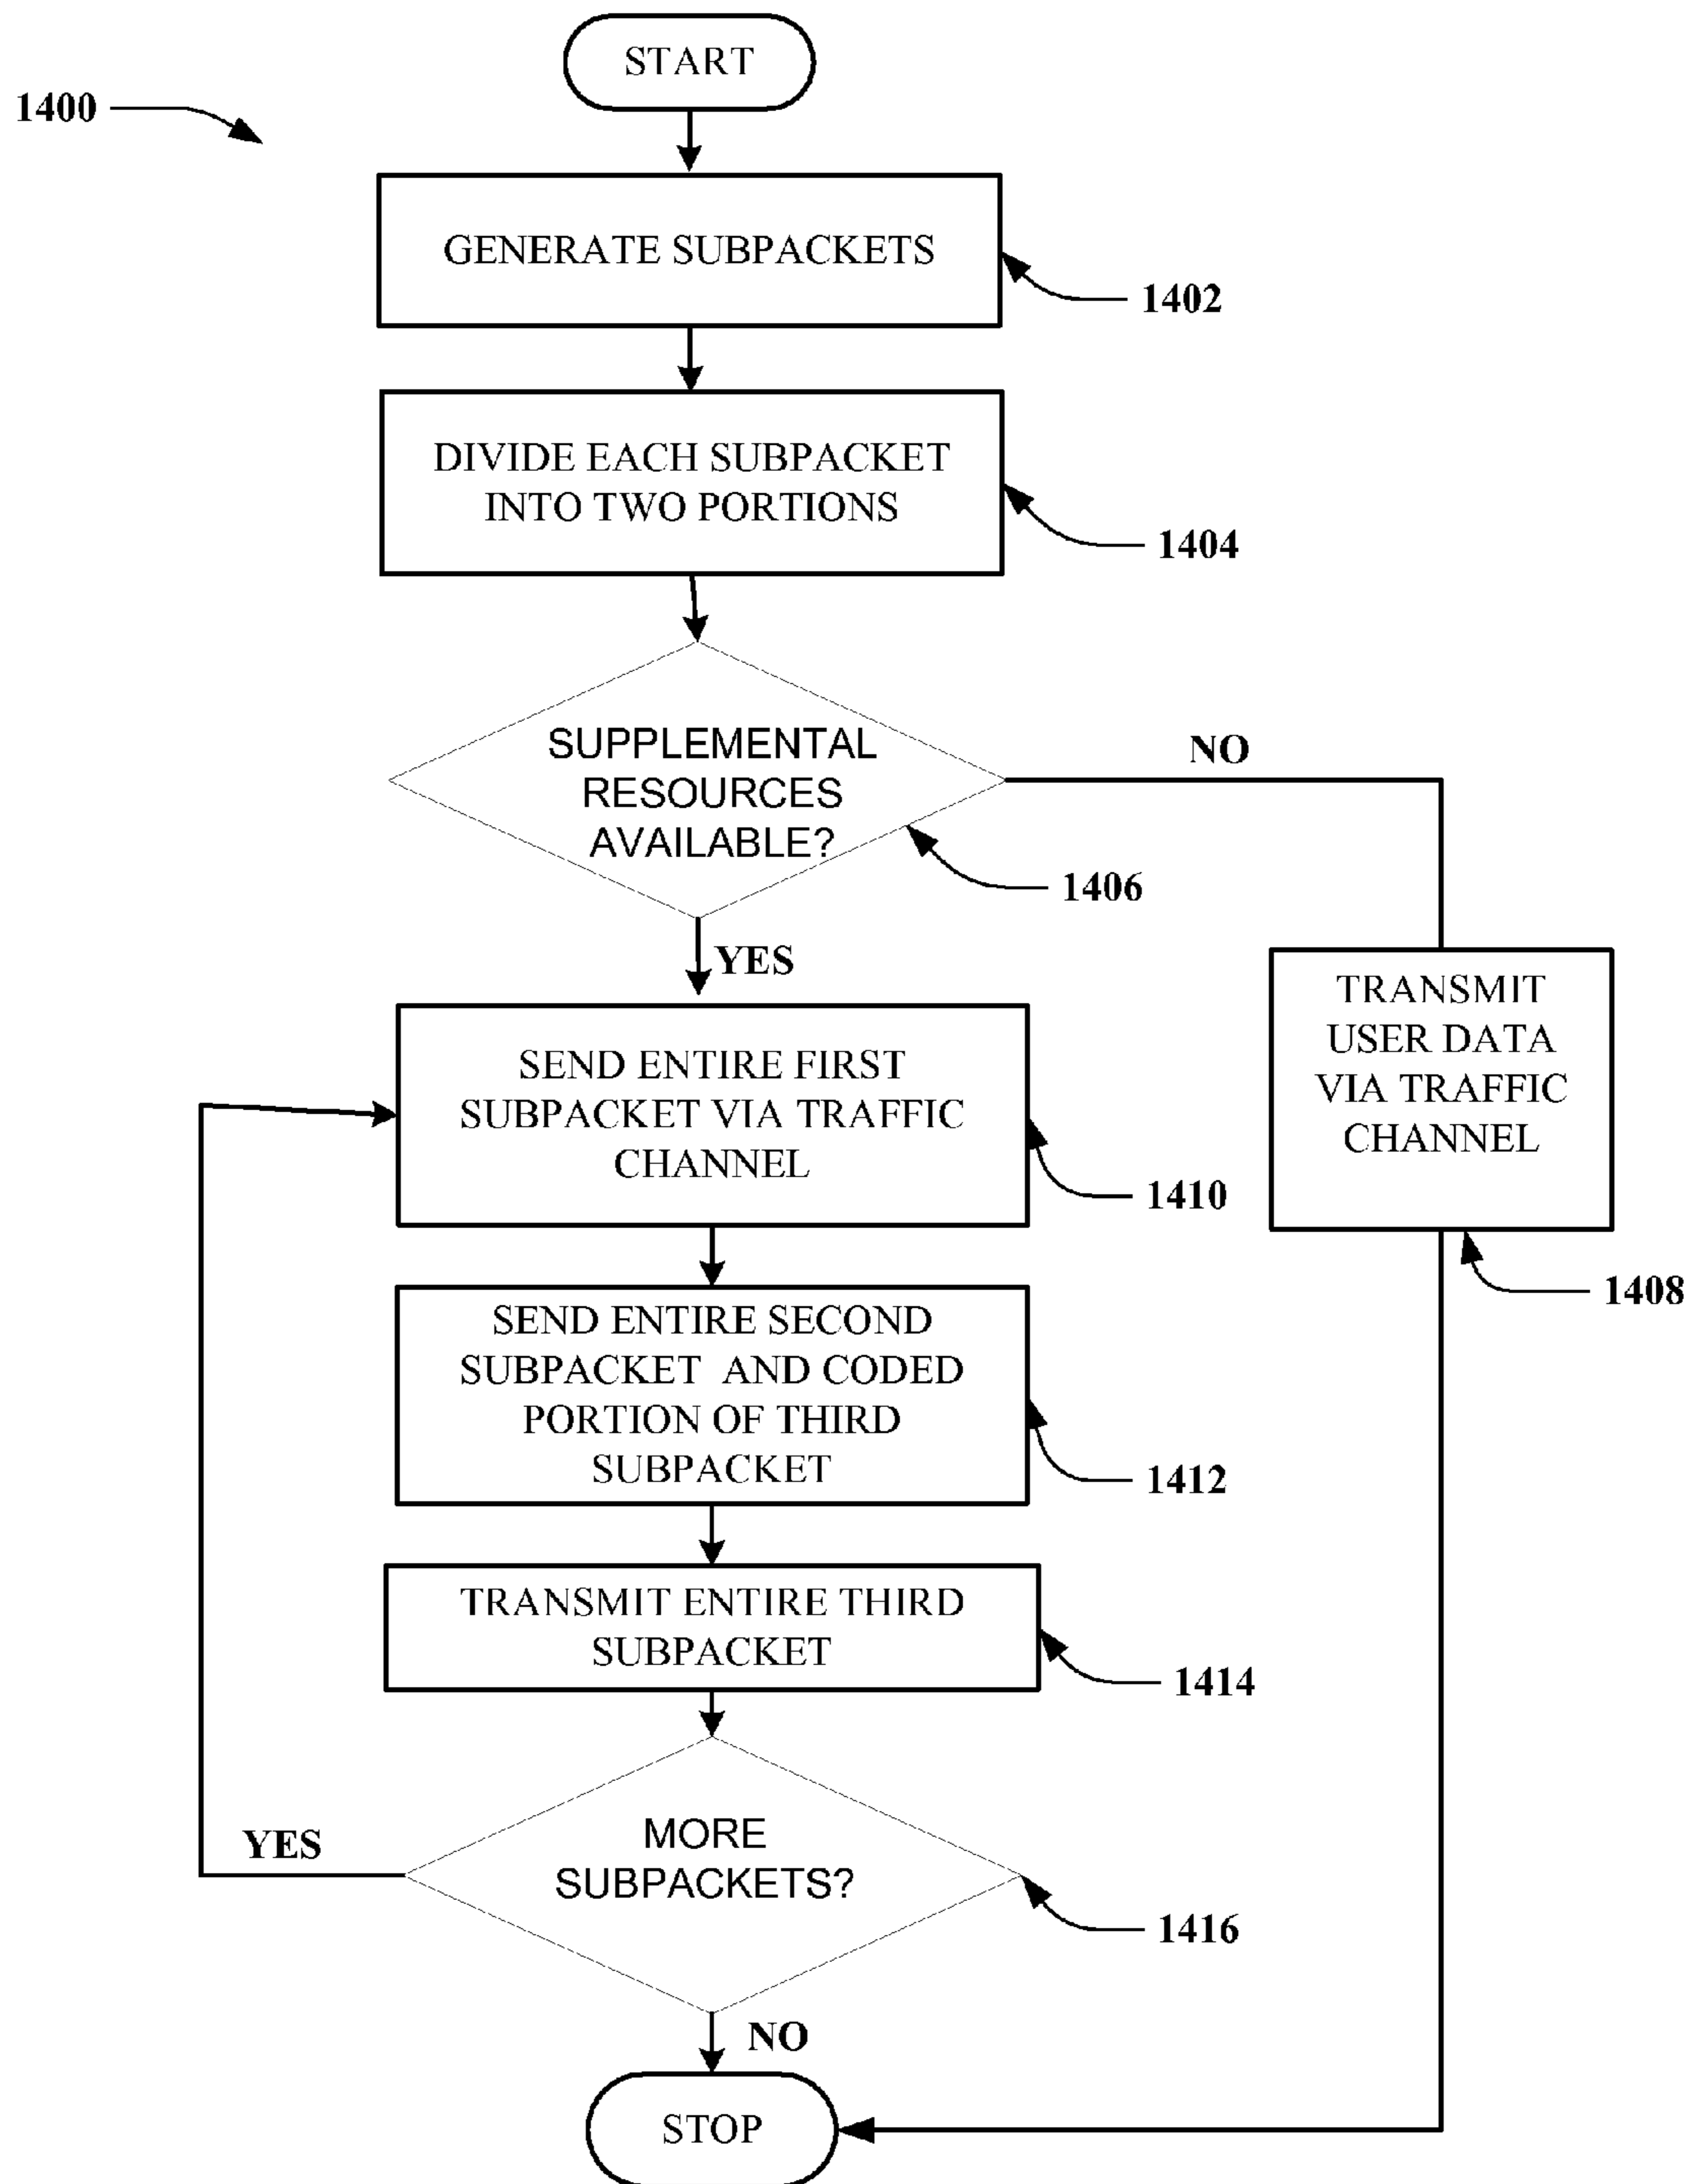 START
1400
GENERATE SUBPACKETS
1402
DIVIDE EACH SUBPACKET
INTO TWO PORTIONS
1404
SUPPLEMENTAL
RESOURCES
AVAILABLE?
NO
1406
YES
TRANSMIT
USER DATA
VIA TRAFFIC
CHANNEL
1408
SEND ENTIRE FIRST
SUBPACKET VIA TRAFFIC
CHANNEL
1410
SEND ENTIRE SECOND
SUBPACKET AND CODED
PORTION OF THIRD
SUBPACKET
1412
TRANSMIT ENTIRE THIRD
SUBPACKET
1414
MORE
SUBPACKETS?
YES
1416
NO
STOP